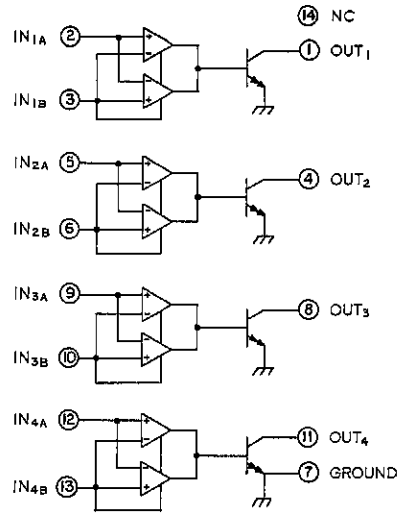 ⑭ NC
IN1A ② + − ① OUT1
IN1B ③ − +
IN2A ⑤ + − ④ OUT2
IN2B ⑥ − +
IN3A ⑨ + − ⑧ OUT3
IN3B ⑩ − +
IN4A ⑫ + − ⑪ OUT4
IN4B ⑬ − + ⑦ GROUND